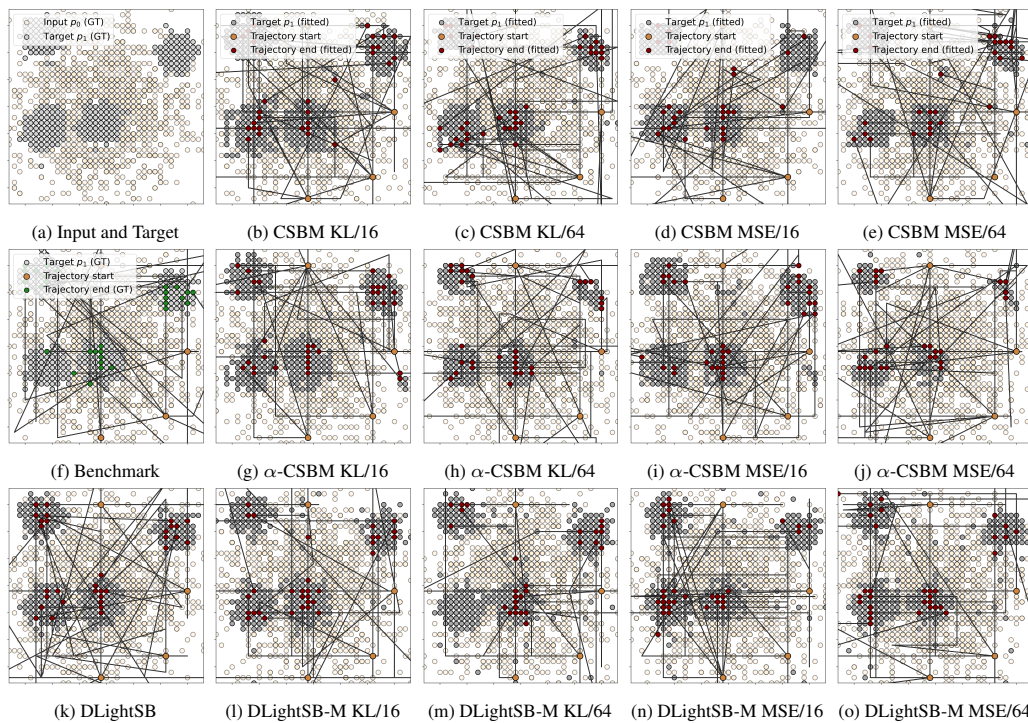 Input p₀ (GT)
Target p₁ (GT)
Target p₁ (fitted)
Trajectory start
Trajectory end (fitted)
Target p₁ (fitted)
Trajectory start
Trajectory end (fitted)
Target p₁ (fitted)
Trajectory start
Trajectory end (fitted)
Target p₁ (fitted)
Trajectory start
Trajectory end (fitted)
(a) Input and Target
(b) CSBM KL/16
(c) CSBM KL/64
(d) CSBM MSE/16
(e) CSBM MSE/64
Target p₁ (GT)
Trajectory start
Trajectory end (GT)
(f) Benchmark
(g) α-CSBM KL/16
(h) α-CSBM KL/64
(i) α-CSBM MSE/16
(j) α-CSBM MSE/64
(k) DLightSB
(l) DLightSB-M KL/16
(m) DLightSB-M KL/64
(n) DLightSB-M MSE/16
(o) DLightSB-M MSE/64